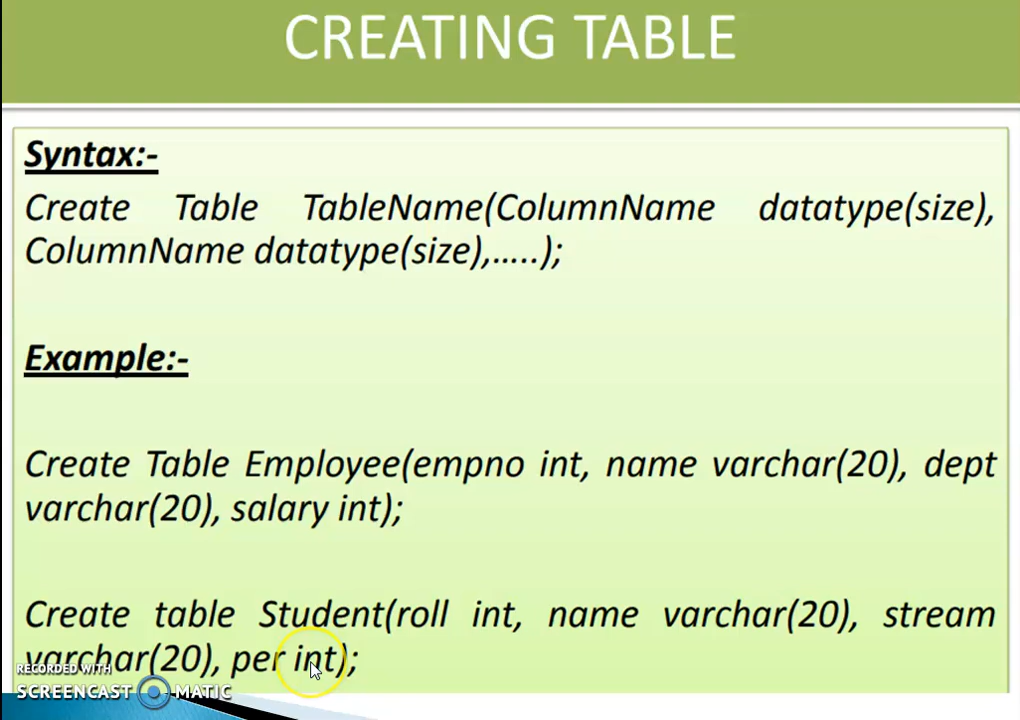 CREATING TABLE
Syntax:-
Create Table TableName(ColumnName datatype(size),
ColumnName datatype(size),.....);
Example:-
Create Table Employee(empno int, name varchar(20), dept
varchar(20), salary int);
Create table Student(roll int, name varchar(20), stream
varchar(20), per int);
RECORDED WITH
SCREENCAST MATIC